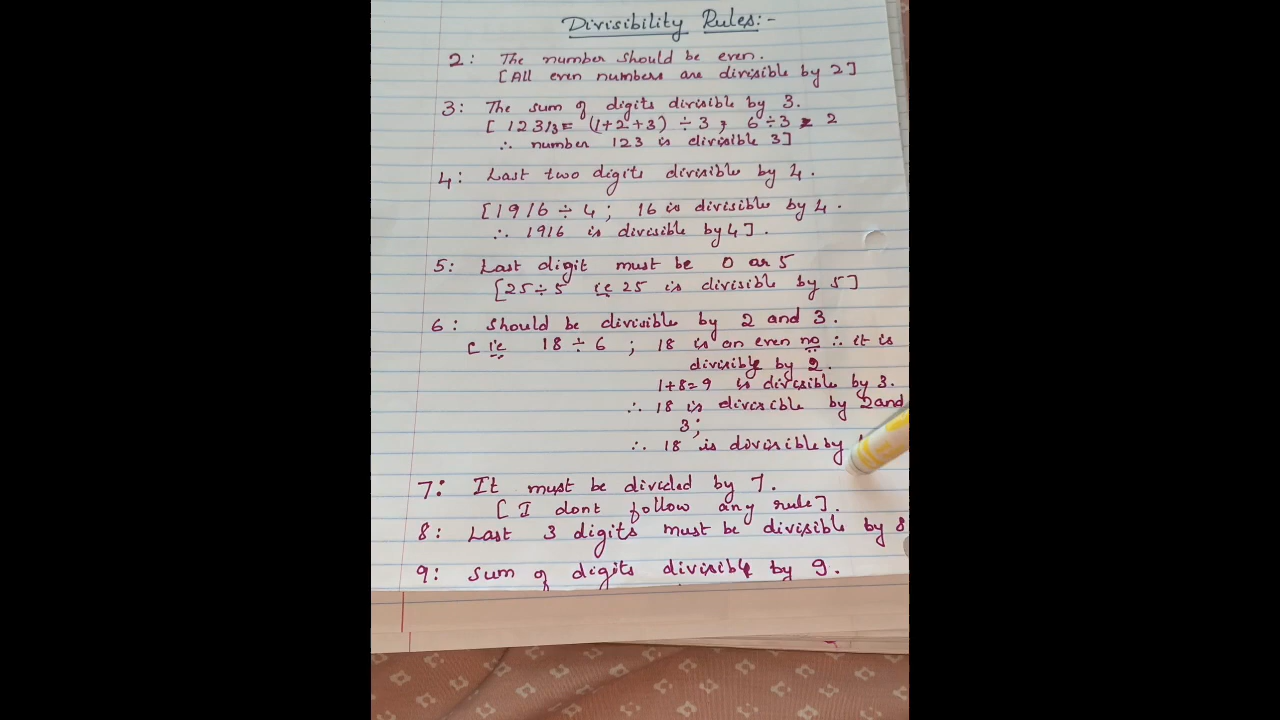 Divisibility Rules:-
2: The number should be even.
[All even numbers are divisible by 2]
3: The sum of digits divisible by 3.
[ 123/3 = (1+2+3) ÷ 3, 6÷3 = 2
∴ number 123 is divisible 3]
4: Last two digits divisible by 4.
[1916 ÷ 4; 16 is divisible by 4.
∴ 1916 is divisible by 4].
5: Last digit must be 0 or 5
[25÷5 ie 25 is divisible by 5]
6: Should be divisible by 2 and 3.
[ ie 18 ÷ 6 ; 18 is an even no ∴ it is
divisible by 2.
1+8=9 is divisible by 3.
∴ 18 is divisible by 2 and
3;
∴ 18 is divisible by
7: It must be divided by 7.
[ I dont follow any rule].
8: Last 3 digits must be divisible by 8
9: Sum of digits divisible by 9.